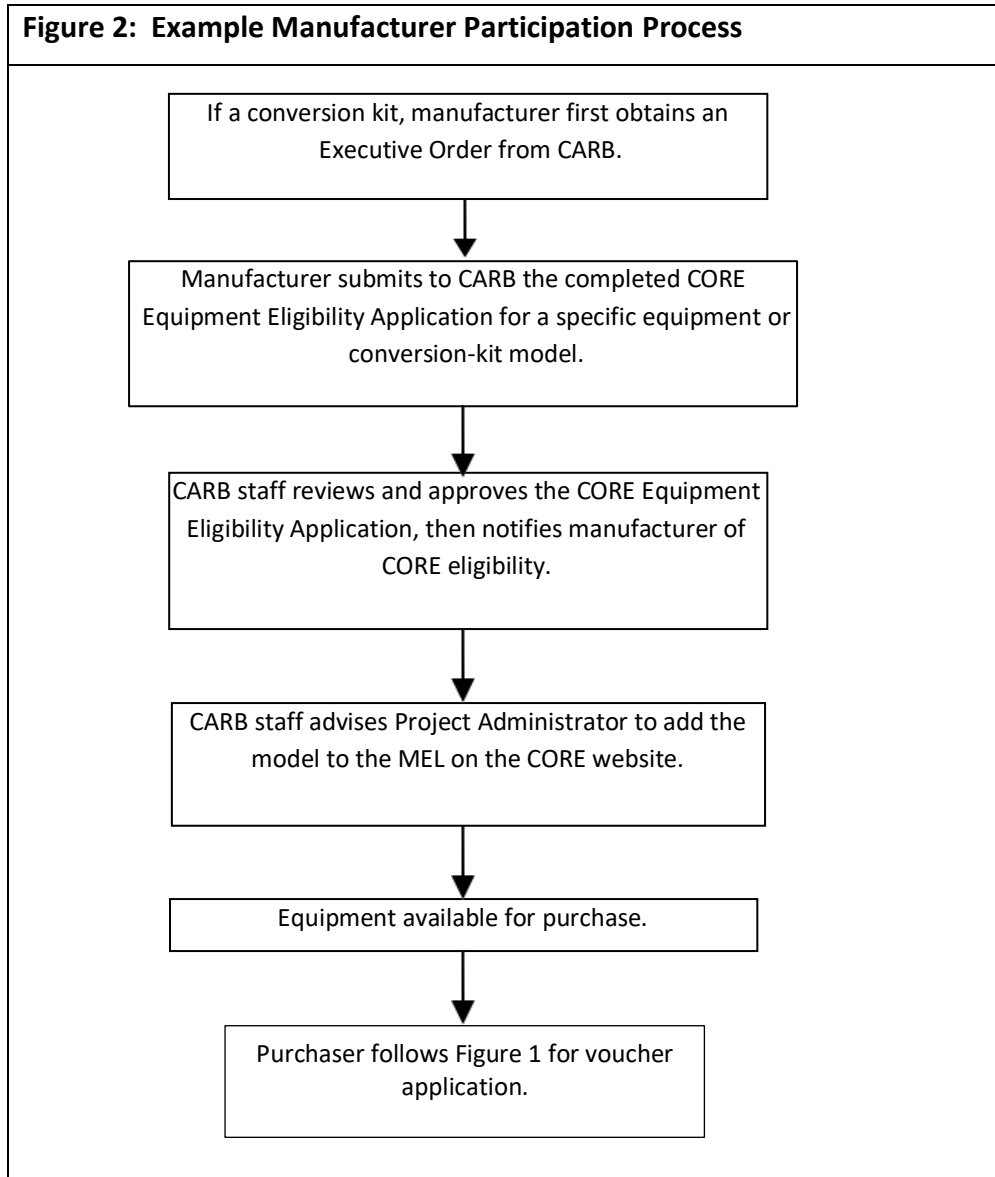 Figure 2:  Example Manufacturer Participation Process
If a conversion kit, manufacturer first obtains an
Executive Order from CARB.
Manufacturer submits to CARB the completed CORE
Equipment Eligibility Application for a specific equipment or
conversion-kit model.
CARB staff reviews and approves the CORE Equipment
Eligibility Application, then notifies manufacturer of
CORE eligibility.
CARB staff advises Project Administrator to add the
model to the MEL on the CORE website.
Equipment available for purchase.
Purchaser follows Figure 1 for voucher
application.